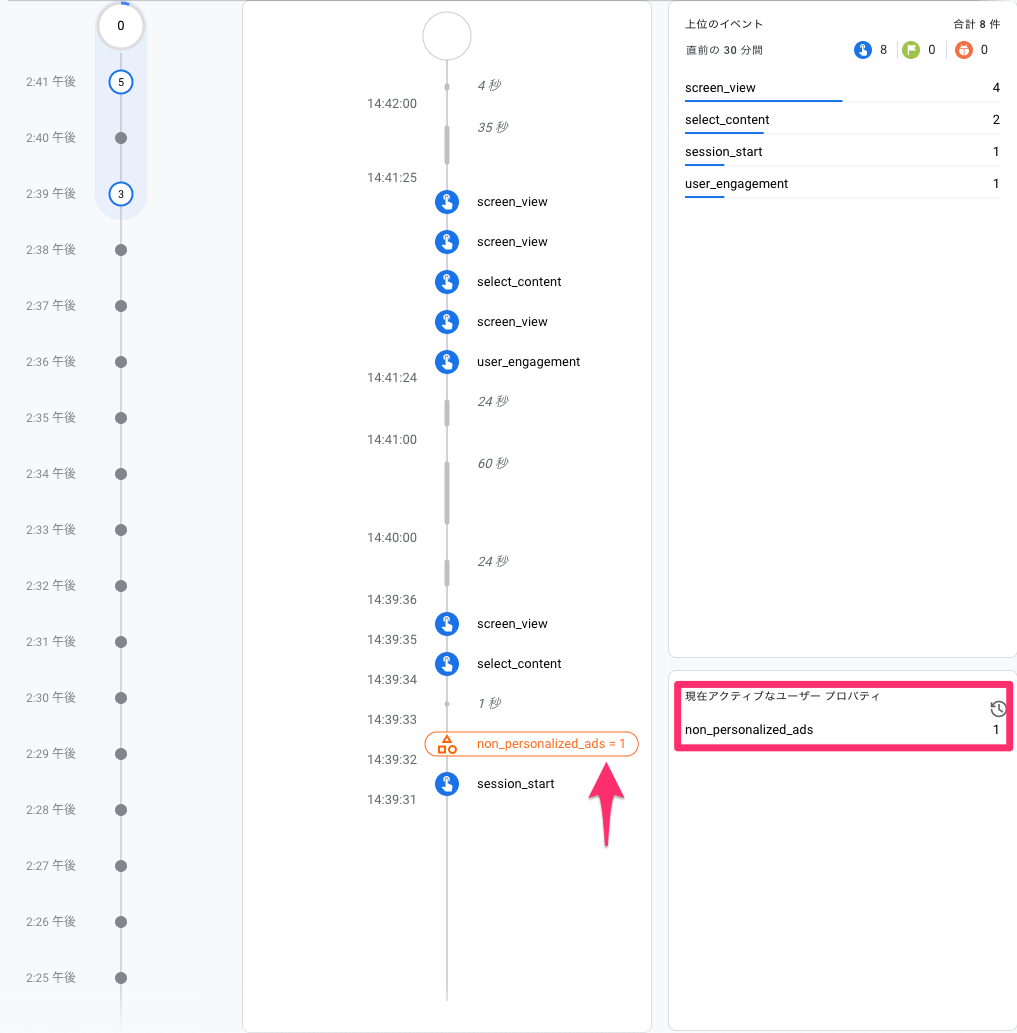 0
2:41 午後
5
2:40 午後
2:39 午後
3
2:38 午後
2:37 午後
2:36 午後
2:35 午後
2:34 午後
2:33 午後
2:32 午後
2:31 午後
2:30 午後
2:29 午後
2:28 午後
2:27 午後
2:26 午後
2:25 午後
4 秒
14:42:00
35 秒
14:41:25
screen_view
screen_view
select_content
screen_view
user_engagement
14:41:24
24 秒
14:41:00
60 秒
14:40:00
24 秒
14:39:36
screen_view
14:39:35
select_content
14:39:34
1 秒
14:39:33
non_personalized_ads = 1
14:39:32
session_start
14:39:31
上位のイベント 合計 8 件
直前の 30 分間 8 0 0
screen_view 4
select_content 2
session_start 1
user_engagement 1
現在アクティブなユーザー プロパティ
non_personalized_ads 1